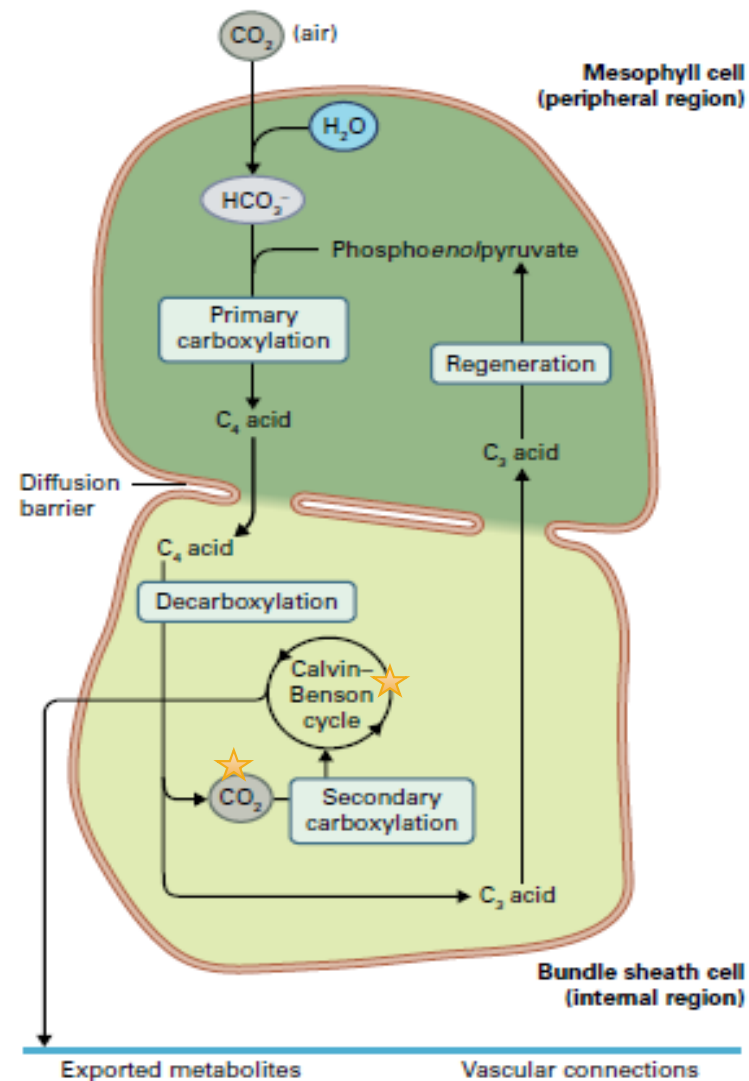 CO₂ (air)
Mesophyll cell
(peripheral region)
H₂O
HCO₃⁻
Phosphoenolpyruvate
Primary
carboxylation
Regeneration
C₄ acid
C₃ acid
Diffusion
barrier
C₄ acid
Decarboxylation
Calvin–
Benson
cycle
CO₂
Secondary
carboxylation
C₃ acid
Bundle sheath cell
(internal region)
Exported metabolites
Vascular connections